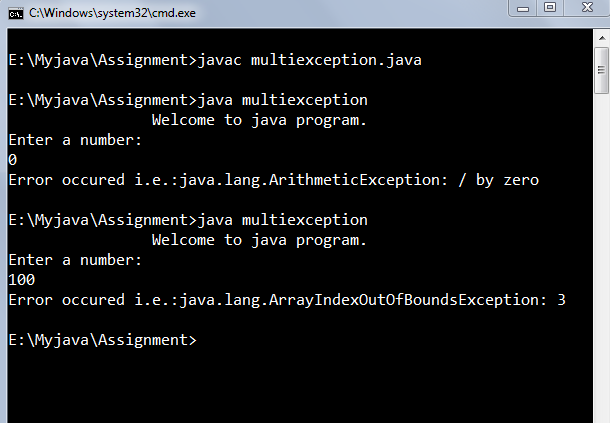 C:\Windows\system32\cmd.exe
E:\Myjava\Assignment>javac multiexception.java
E:\Myjava\Assignment>java multiexception
Welcome to java program.
Enter a number:
0
Error occured i.e.:java.lang.ArithmeticException: / by zero
E:\Myjava\Assignment>java multiexception
Welcome to java program.
Enter a number:
100
Error occured i.e.:java.lang.ArrayIndexOutOfBoundsException: 3
E:\Myjava\Assignment>